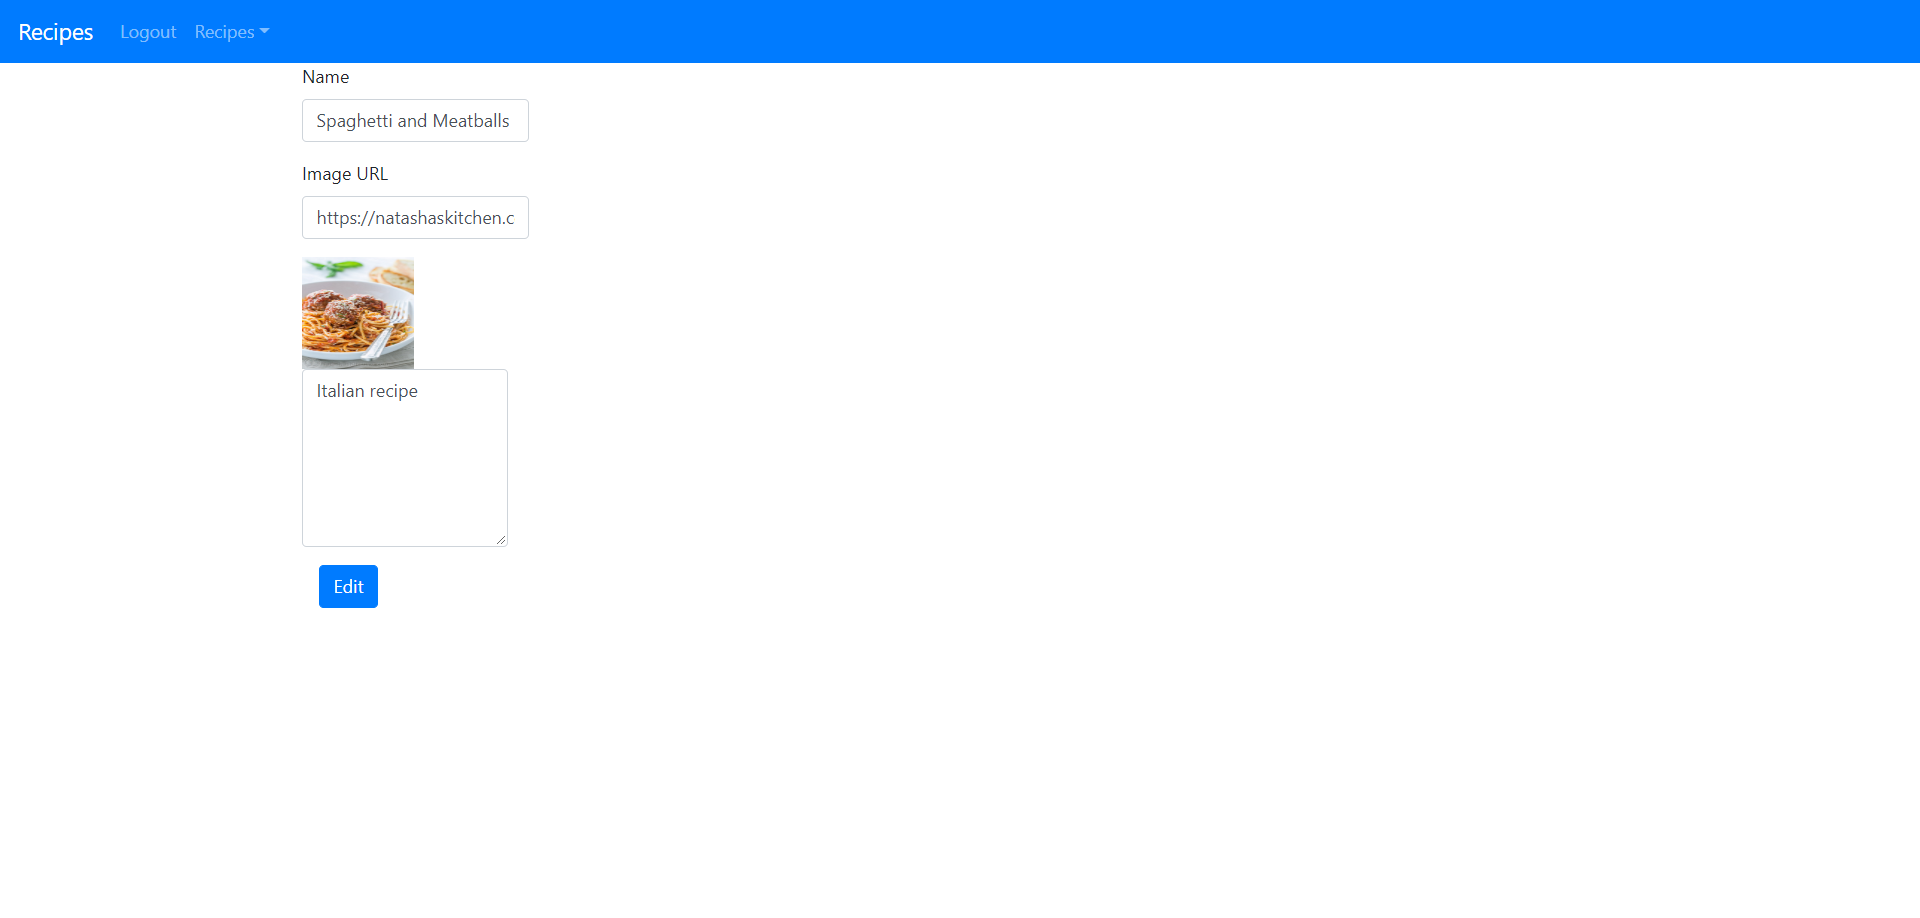 Recipes Logout Recipes
Name
Spaghetti and Meatballs
Image URL
https://natashaskitchen.c
Italian recipe
Edit